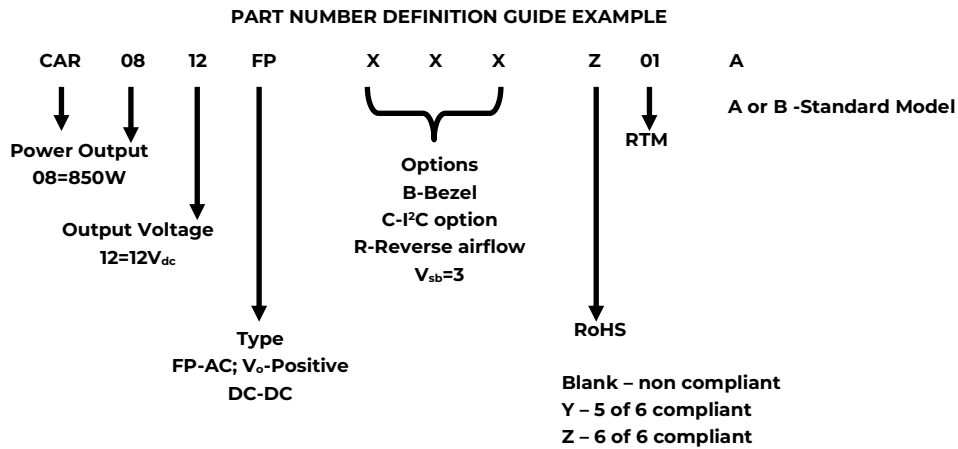 PART NUMBER DEFINITION GUIDE EXAMPLE
CAR 08 12 FP X X X Z 01 A
A or B -Standard Model
RTM
Power Output
08=850W
Options
B-Bezel
C-I²C option
R-Reverse airflow
Vsb=3
Output Voltage
12=12Vdc
Type
FP-AC; Vo-Positive
DC-DC
RoHS
Blank – non compliant
Y – 5 of 6 compliant
Z – 6 of 6 compliant